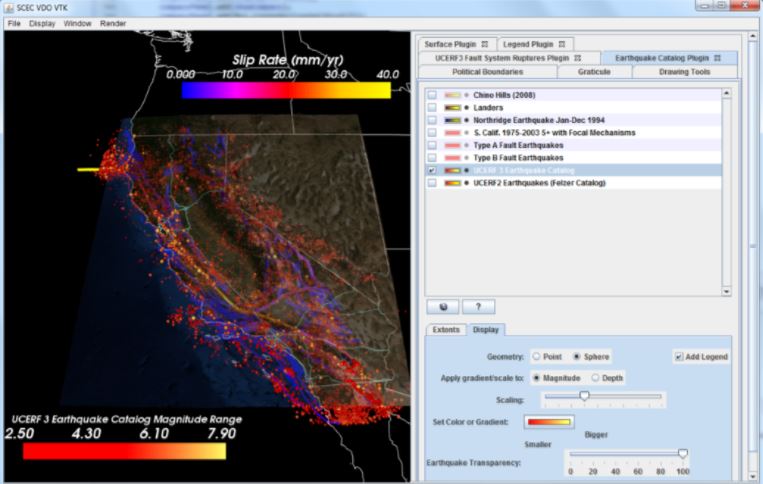 SCEC VDO VTK
File Display Window Render
Slip Rate (mm/yr)
0.000 10.0 20.0 30.0 40.0
UCERF 3 Earthquake Catalog Magnitude Range
2.50 4.30 6.10 7.90
Surface Plugin Legend Plugin
UCERF3 Fault System Ruptures Plugin Earthquake Catalog Plugin
Political Boundaries Graticule Drawing Tools
Chino Hills (2008)
Landers
Northridge Earthquake Jan-Dec 1994
S. Calif. 1975-2003 5+ with Focal Mechanisms
Type A Fault Earthquakes
Type B Fault Earthquakes
UCERF 3 Earthquake Catalog
UCERF2 Earthquakes (Felzer Catalog)
?
Extents Display
Geometry: Point Sphere Add Legend
Apply gradient/scale to: Magnitude Depth
Scaling:
Set Color or Gradient:
Bigger
Smaller
Earthquake Transparency:
0 20 40 60 80 100